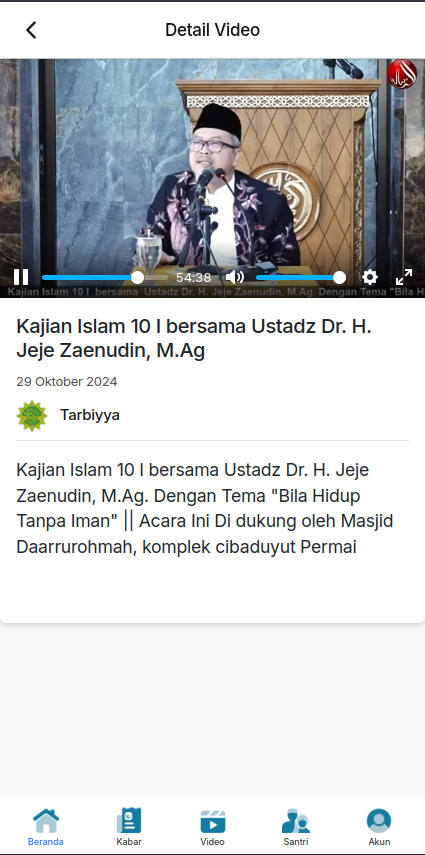 Detail Video
54:38
Kajian Islam 10 I bersama Ustadz Dr. H. Jeje Zaenudin, M.Ag. Dengan Tema "Bila H
Kajian Islam 10 I bersama Ustadz Dr. H.
Jeje Zaenudin, M.Ag
29 Oktober 2024
Tarbiyya
Kajian Islam 10 I bersama Ustadz Dr. H. Jeje
Zaenudin, M.Ag. Dengan Tema "Bila Hidup
Tanpa Iman" || Acara Ini Di dukung oleh Masjid
Daarrurohmah, komplek cibaduyut Permai
Beranda
Kabar
Video
Santri
Akun